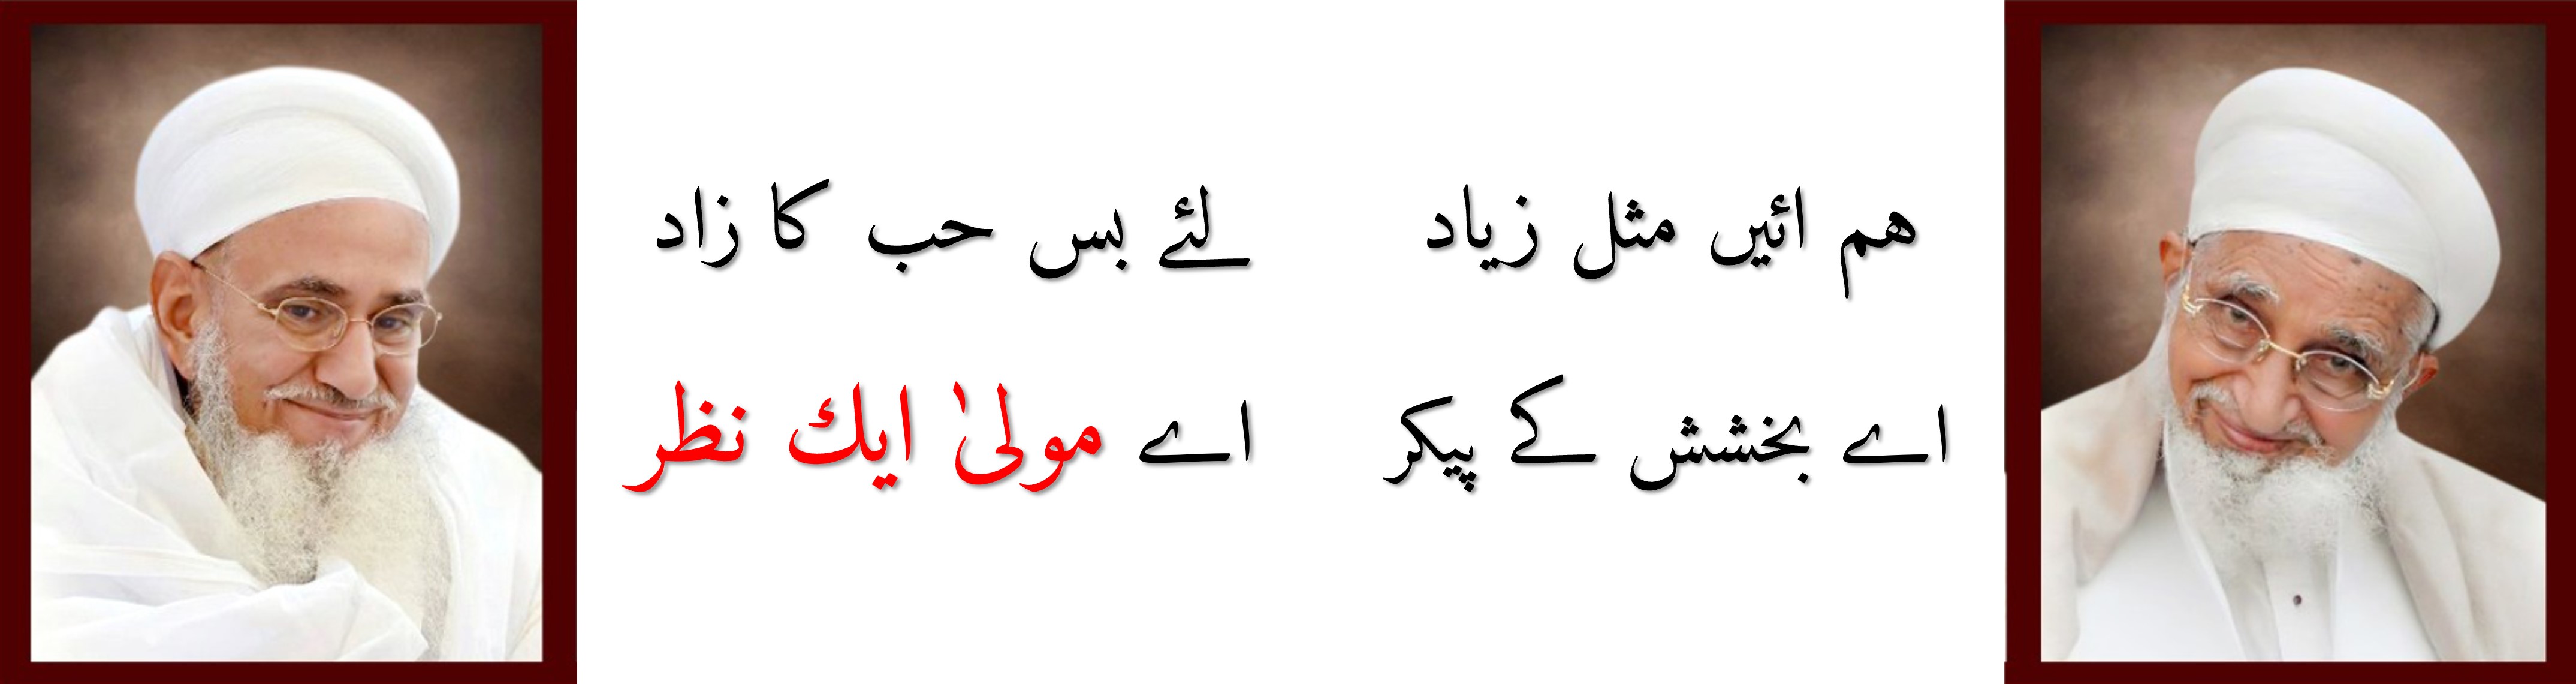 هم ائیں مثل زیاد لئے بس حب کا زاد
اے بخشش کے پیکر اے مولیٰ ایك نظر